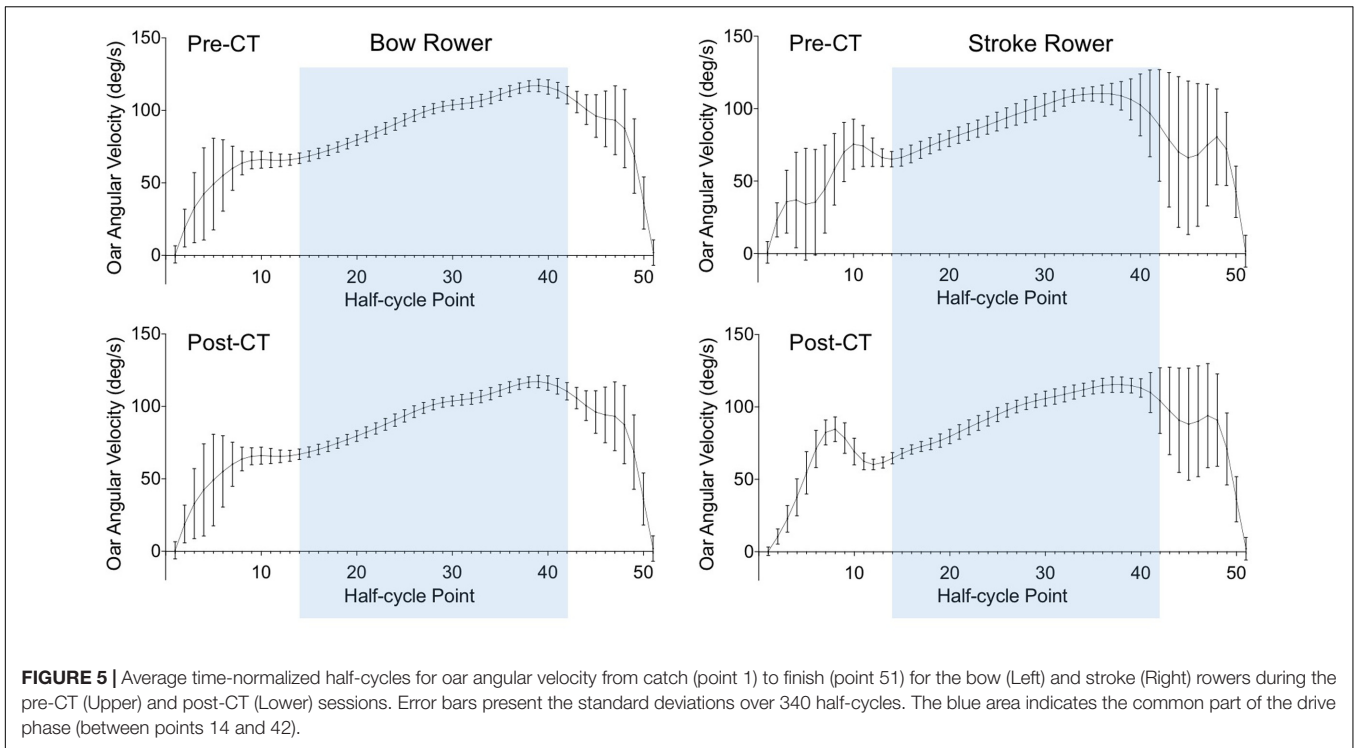 Pre-CT
Bow Rower
Oar Angular Velocity (deg/s)
150
100
50
0
10
20
30
40
50
Half-cycle Point
Pre-CT
Stroke Rower
Oar Angular Velocity (deg/s)
150
100
50
0
10
20
30
40
50
Half-cycle Point
Post-CT
Oar Angular Velocity (deg/s)
150
100
50
0
10
20
30
40
50
Half-cycle Point
Post-CT
Oar Angular Velocity (deg/s)
150
100
50
0
10
20
30
40
50
Half-cycle Point
FIGURE 5 | Average time-normalized half-cycles for oar angular velocity from catch (point 1) to finish (point 51) for the bow (Left) and stroke (Right) rowers during the
pre-CT (Upper) and post-CT (Lower) sessions. Error bars present the standard deviations over 340 half-cycles. The blue area indicates the common part of the drive
phase (between points 14 and 42).